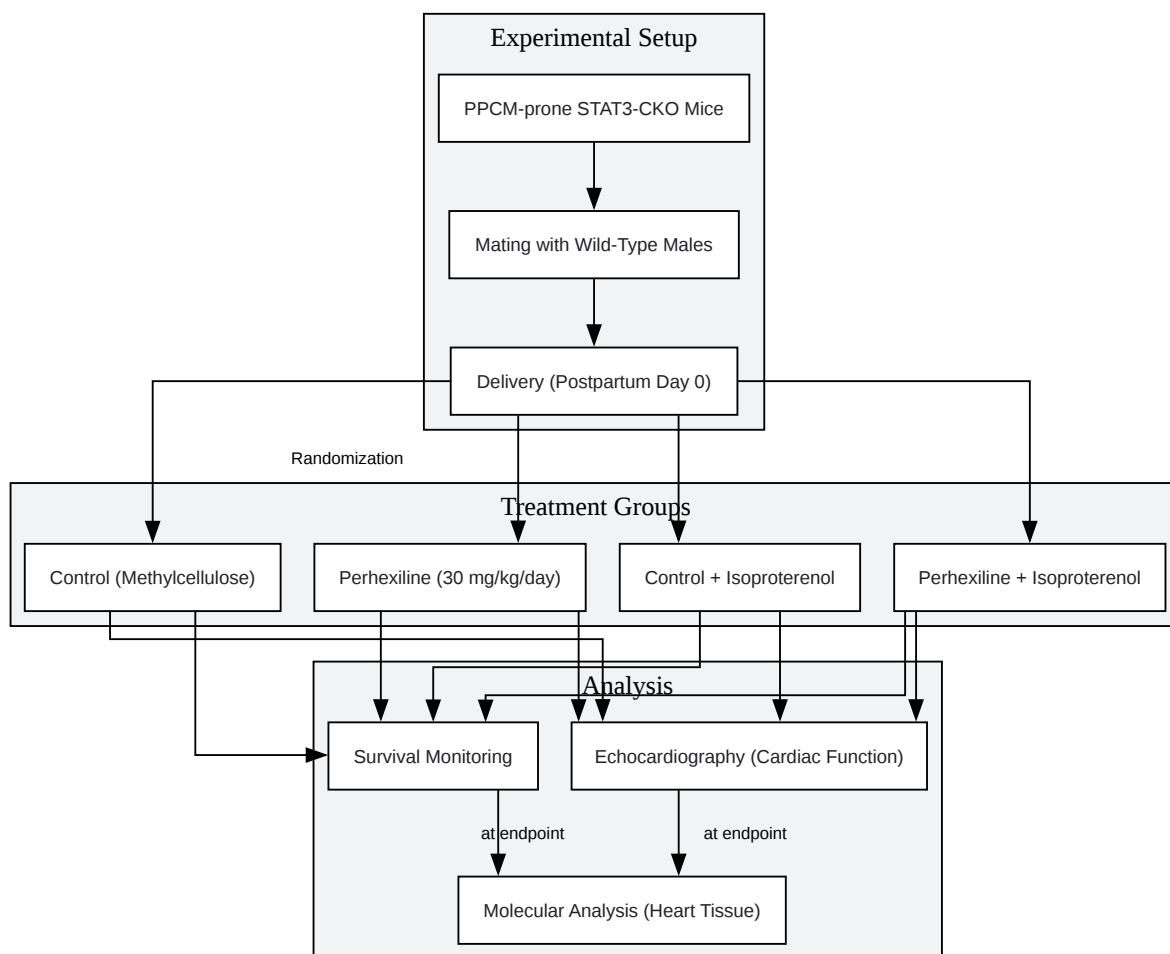 Experimental Setup
PPCM-prone STAT3-CKO Mice
Mating with Wild-Type Males
Delivery (Postpartum Day 0)
Randomization
Treatment Groups
Control (Methylcellulose)
Perhexiline (30 mg/kg/day)
Control + Isoproterenol
Perhexiline + Isoproterenol
Analysis
Survival Monitoring
Echocardiography (Cardiac Function)
at endpoint
at endpoint
Molecular Analysis (Heart Tissue)